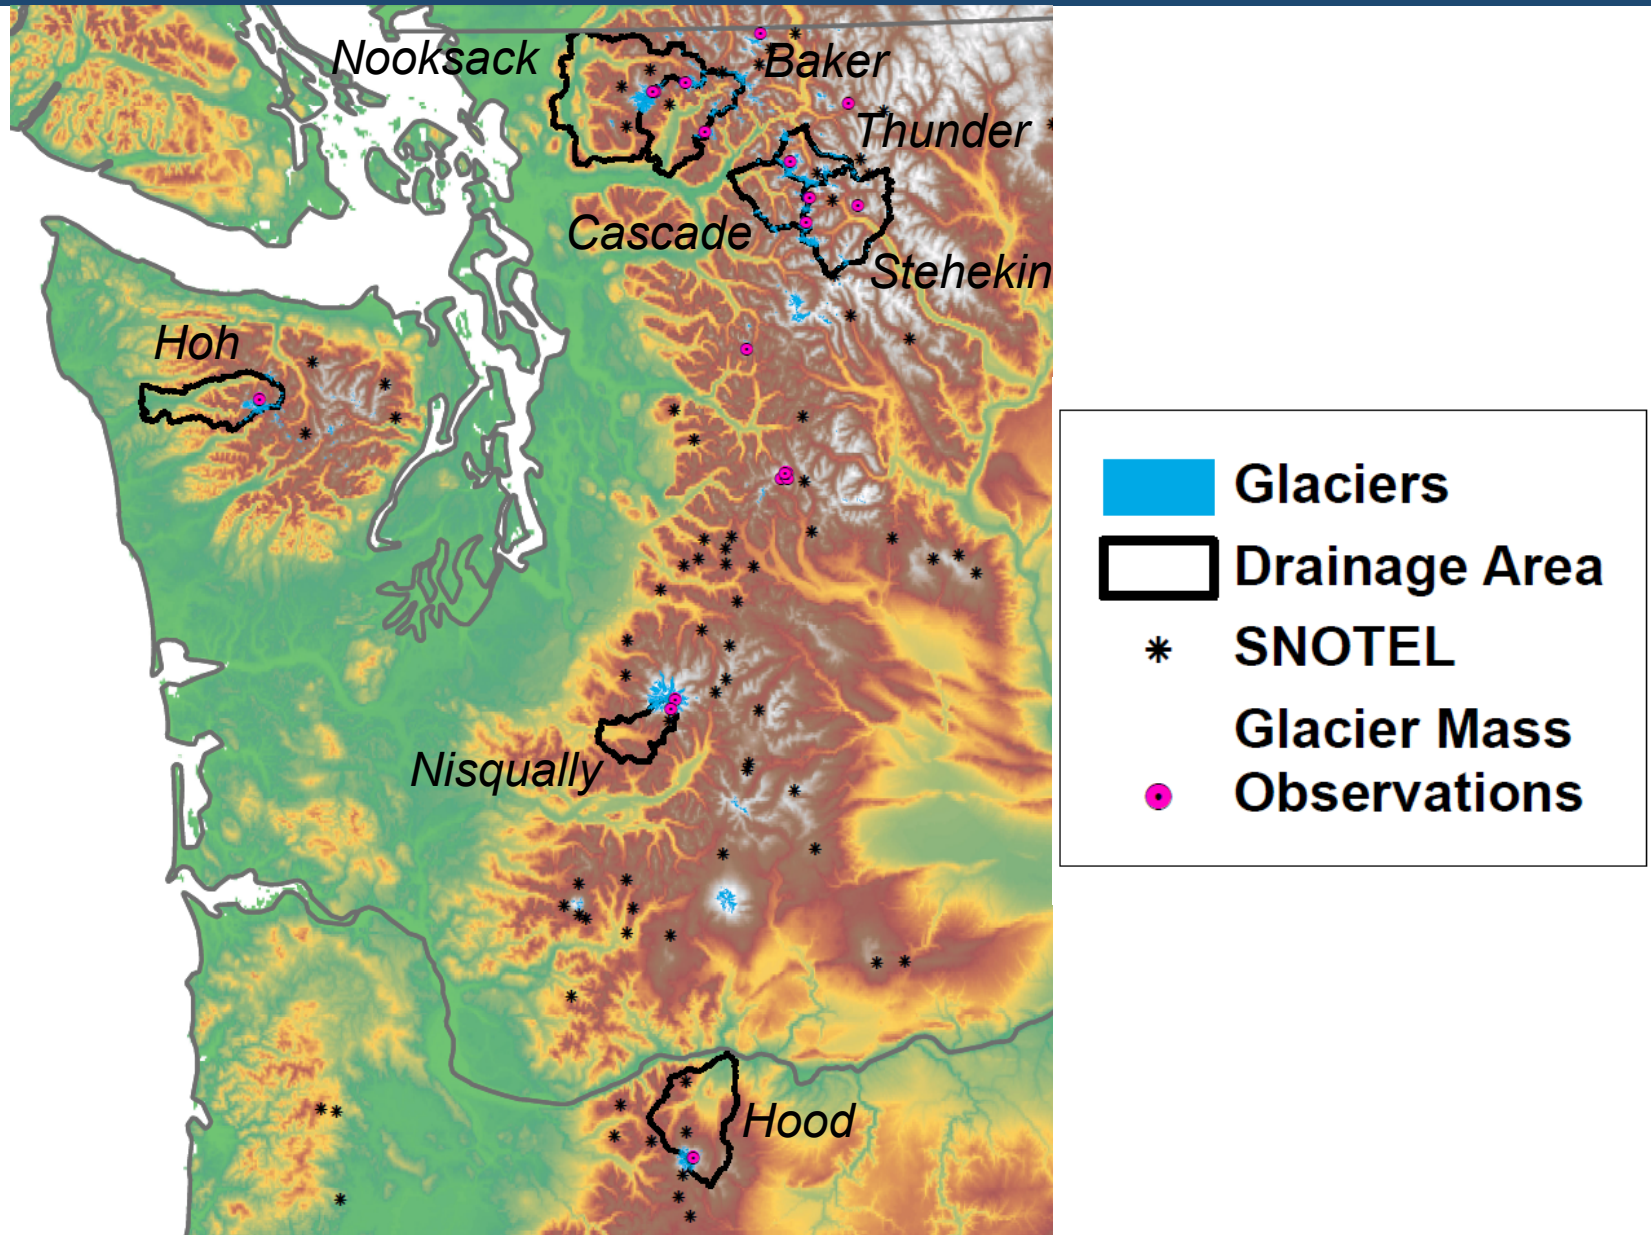 Nooksack
Baker
Thunder
Cascade
Stehekin
Hoh
Nisqually
Hood
Glaciers
Drainage Area
SNOTEL
Glacier Mass
Observations